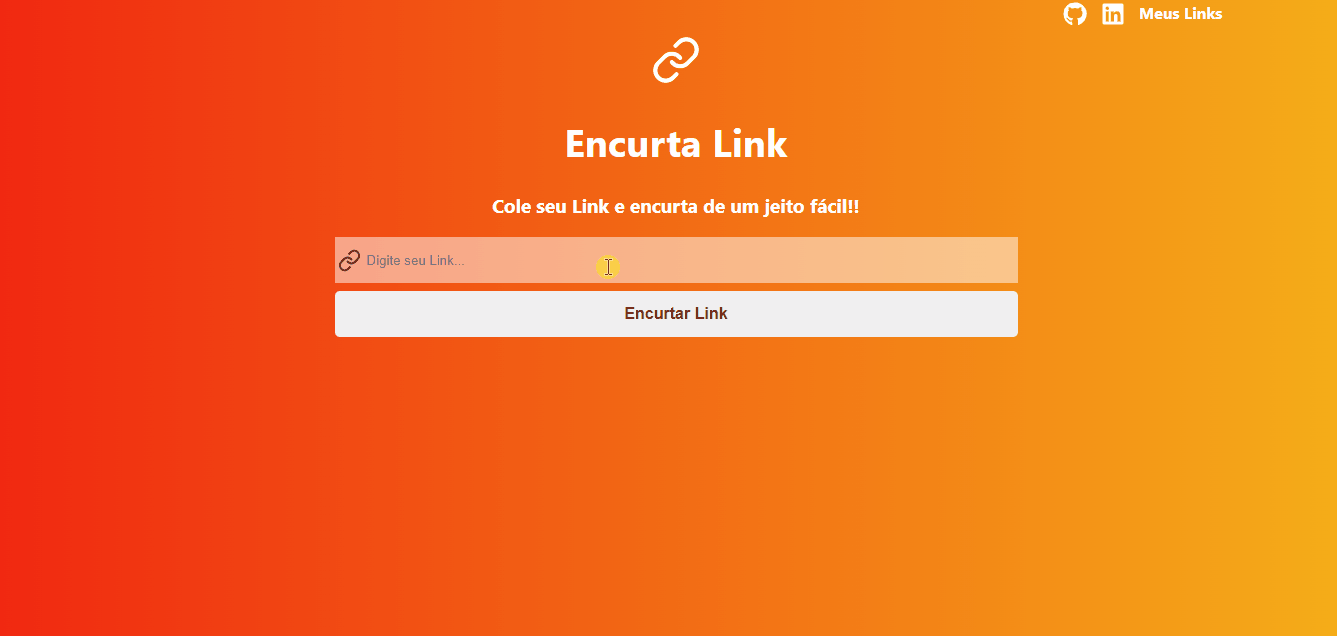 Meus Links
Encurta Link
Cole seu Link e encurta de um jeito fácil!!
Digite seu Link...
Encurtar Link